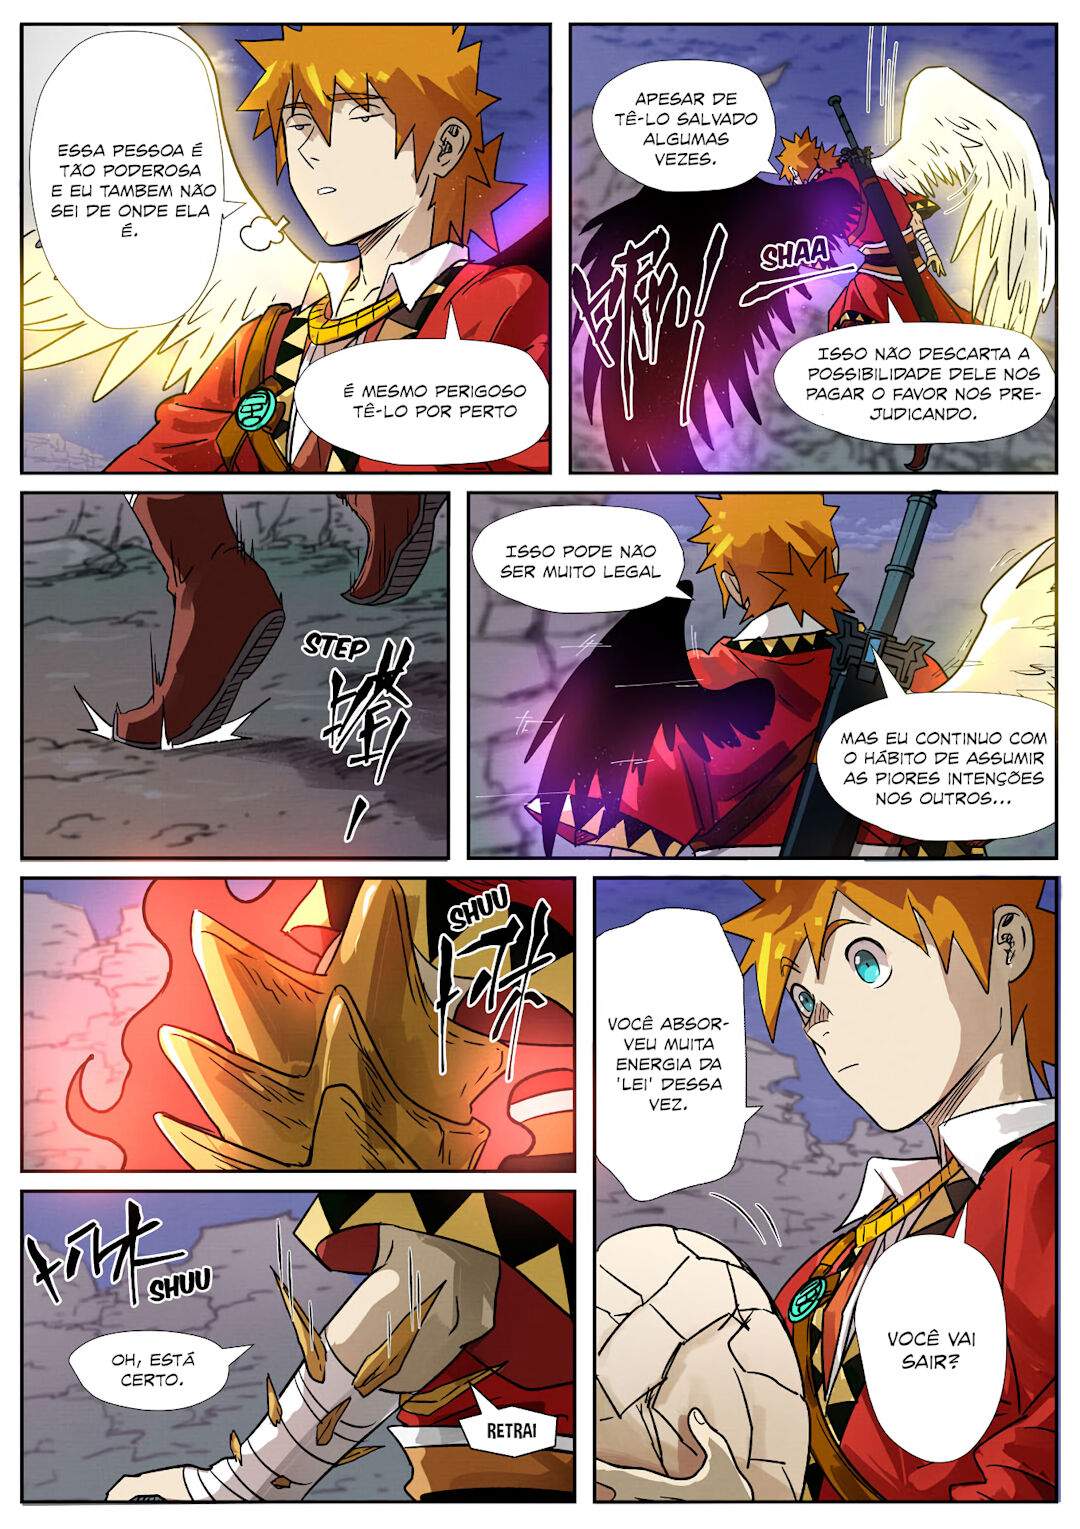 ESSA PESSOA É
TÃO PODEROSA
E EU TAMBEM NÃO
SEI DE ONDE ELA
É.
É MESMO PERIGOSO
TÊ-LO POR PERTO
APESAR DE
TÊ-LO SALVADO
ALGUMAS
VEZES.
SHAA
ISSO NÃO DESCARTA A
POSSIBILIDADE DELE NOS
PAGAR O FAVOR NOS PRE-
JUDICANDO.
STEP
ISSO PODE NÃO
SER MUITO LEGAL
MAS EU CONTINUO COM
O HÁBITO DE ASSUMIR
AS PIORES INTENÇÕES
NOS OUTROS...
SHUU
SHUU
OH, ESTÁ
CERTO.
RETRAI
VOCÊ ABSOR-
VEU MUITA
ENERGIA DA
'LEI' DESSA
VEZ.
VOCÊ VAI
SAIR?